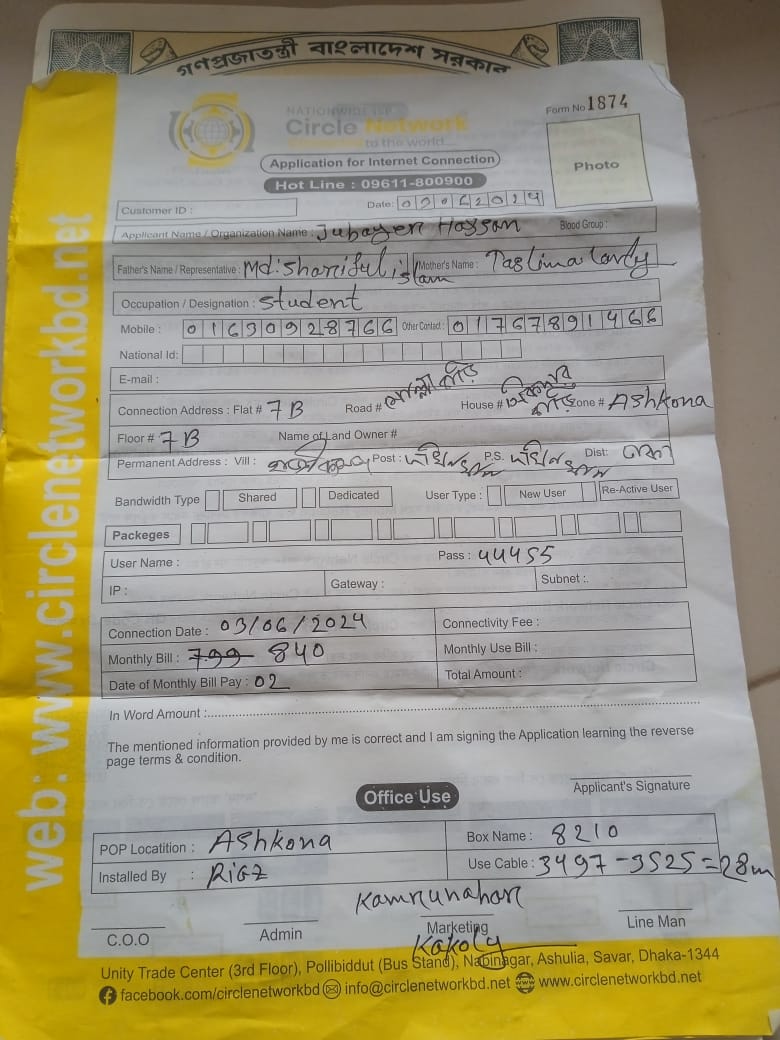 গণপ্রজাতন্ত্রী বাংলাদেশ সরকার
Form No 1874
NATIONWIDE ISP
Circle Network
to the world
Application for Internet Connection
Photo
Hot Line : 09611-800900
Customer ID :
Date: 03062024
Applicant Name / Organization Name : Jubayer Hossan Blood Group :
Father's Name / Representative : Md: Shariful islam Mother's Name : Taslima
Occupation / Designation : Student
Mobile : 01630928766 Other Contact : 01767891466
National Id:
E-mail :
Connection Address : Flat # 7B Road # House # Zone # Ashkona
Floor # 7B Name of Land Owner #
Permanent Address : Vill : Post : P.S. Dist:
Bandwidth Type Shared Dedicated User Type : New User Re-Active User
Packeges
User Name : Pass : 44455
IP : Gateway : Subnet :.
Connection Date : 03/06/2024 Connectivity Fee :
Monthly Bill : 799 840 Monthly Use Bill :
Date of Monthly Bill Pay : 02 Total Amount :
In Word Amount :
The mentioned information provided by me is correct and I am signing the Application learning the reverse
page terms & condition.
Applicant's Signature
Office Use
POP Locatition : Ashkona Box Name : 8210
Installed By : Use Cable : 3497-3525=28m
Kamrunahar
C.O.O Admin Marketing Line Man
Kakoly
Unity Trade Center (3rd Floor), Pollibiddut (Bus Stand), Nabinagar, Ashulia, Savar, Dhaka-1344
facebook.com/circlenetworkbd info@circlenetworkbd.net www.circlenetworkbd.net
web: www.circlenetworkbd.net